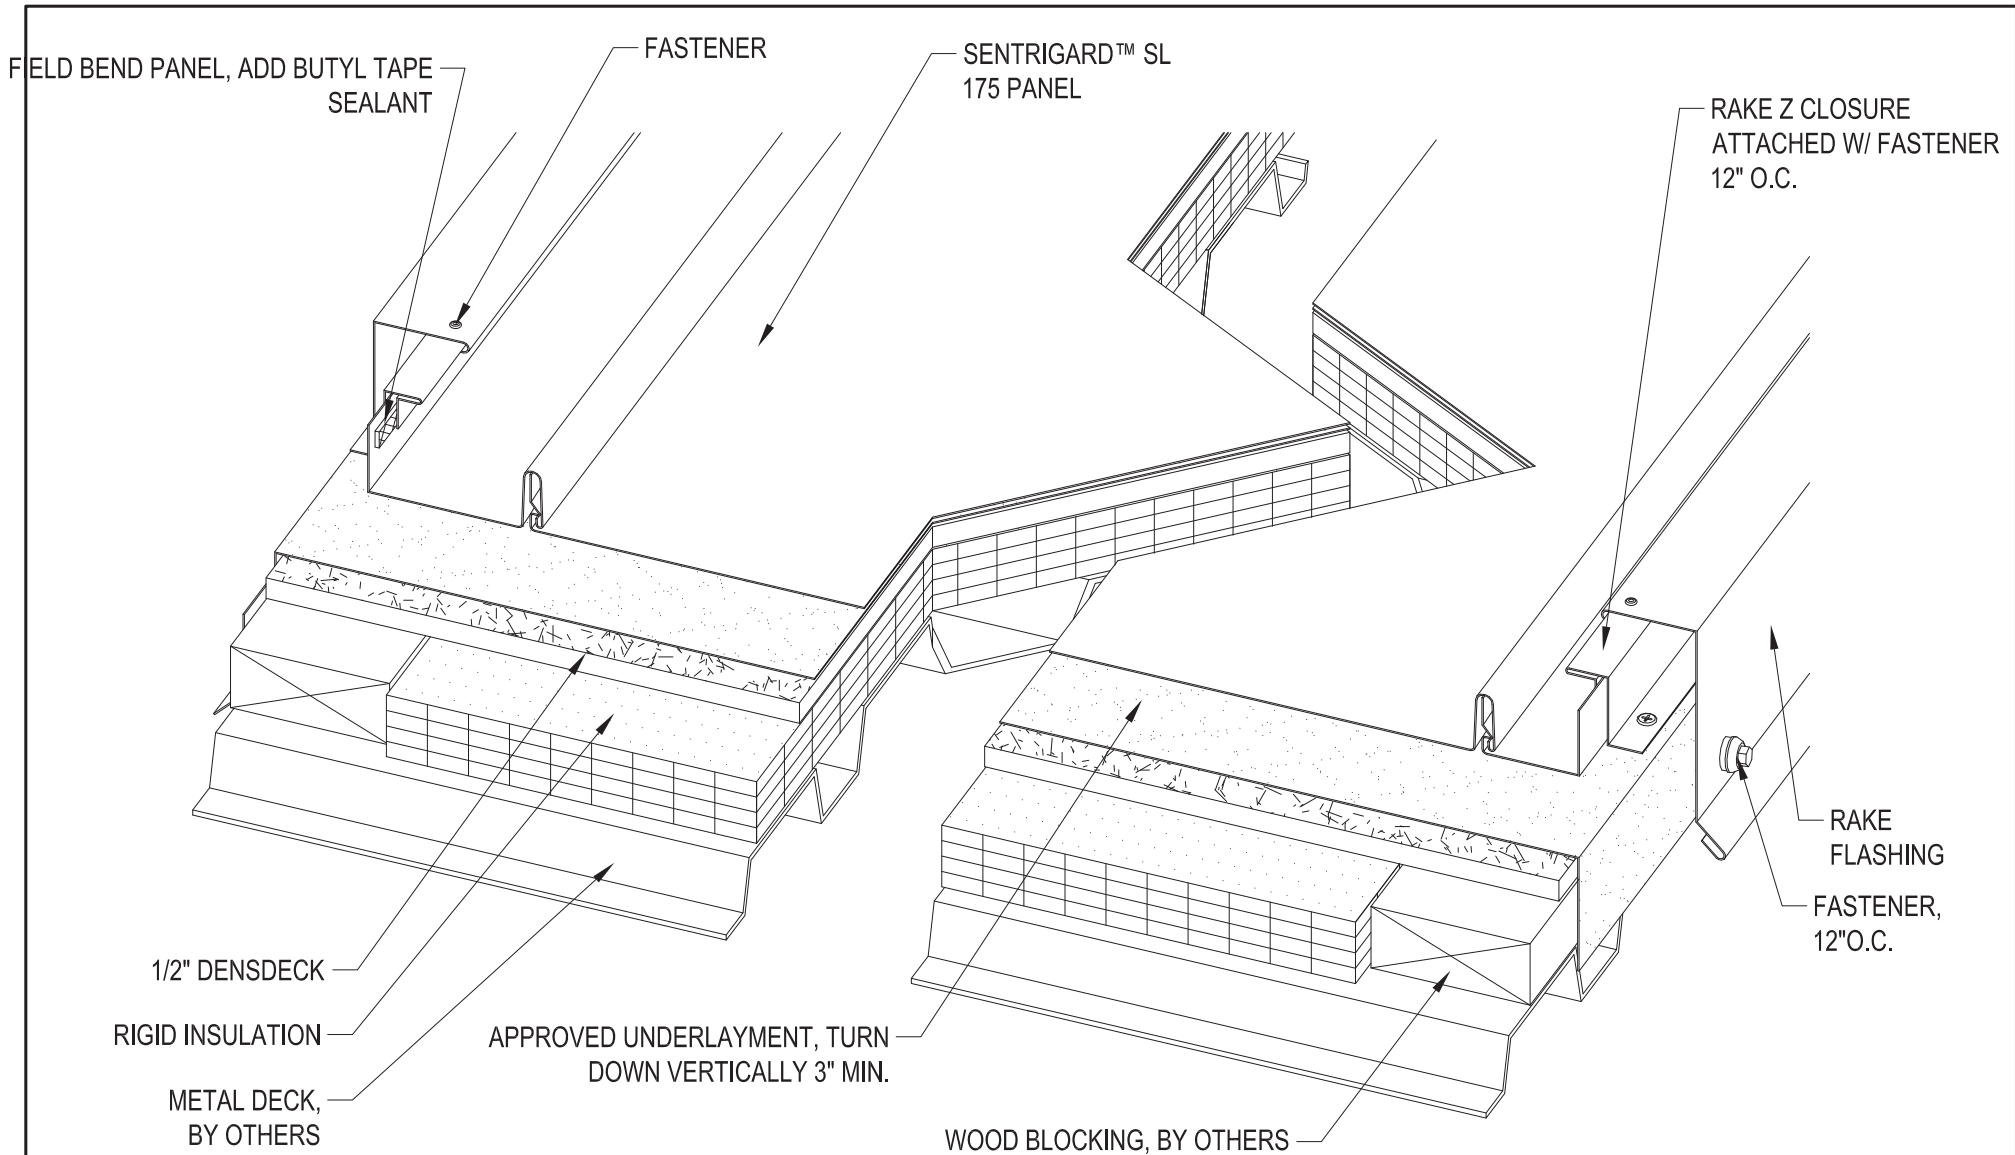 FIELD BEND PANEL, ADD BUTYL TAPE
SEALANT
FASTENER
SENTRIGARD™ SL
175 PANEL
RAKE Z CLOSURE
ATTACHED W/ FASTENER
12" O.C.
RAKE
FLASHING
FASTENER,
12"O.C.
1/2" DENSDECK
RIGID INSULATION
METAL DECK,
BY OTHERS
APPROVED UNDERLAYMENT, TURN
DOWN VERTICALLY 3" MIN.
WOOD BLOCKING, BY OTHERS